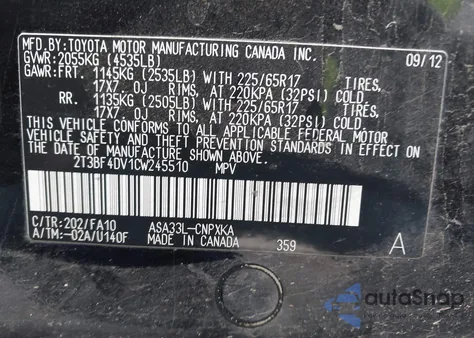 MFD.BY:TOYOTA MOTOR MANUFACTURING CANADA INC. 09/12
GVWR: 2055KG (4535LB)
GAWR:FRT. 1145KG (2535LB) WITH 225/65R17 TIRES,
17X7.0J RIMS, AT 220KPA (32PSI) COLD
RR. 1135KG (2505LB) WITH 225/65R17 TIRES,
17X7.0J RIMS, AT 220KPA (32PSI) COLD
THIS VEHICLE CONFORMS TO ALL APPLICABLE FEDERAL MOTOR
VEHICLE SAFETY AND THEFT PREVENTION STANDARDS IN EFFECT ON
THE DATE OF MANUFACTURE SHOWN ABOVE.
2T3BF4DV1CW245510 MPV
C/TR:202/FA10 ASA33L-CNPXKA
A/TM:-02A/U140F MADE IN CANADA 359 A
autoSnap